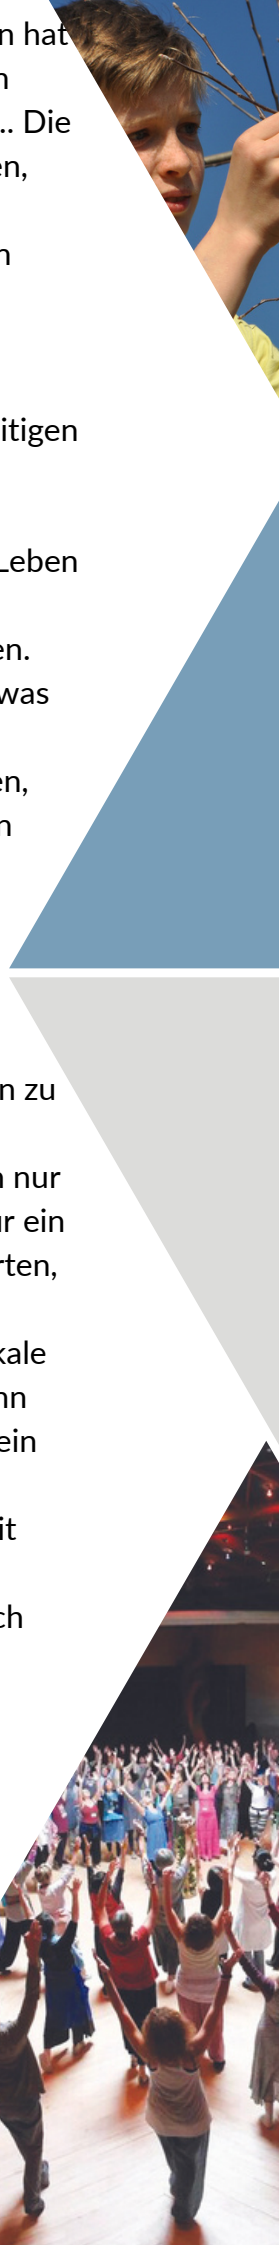 n hat
n
... Die
en,
n
itigen
Leben
en.
was
en,
n
n zu
n nur
ur ein
rten,
kale
nn
ein
it
ch